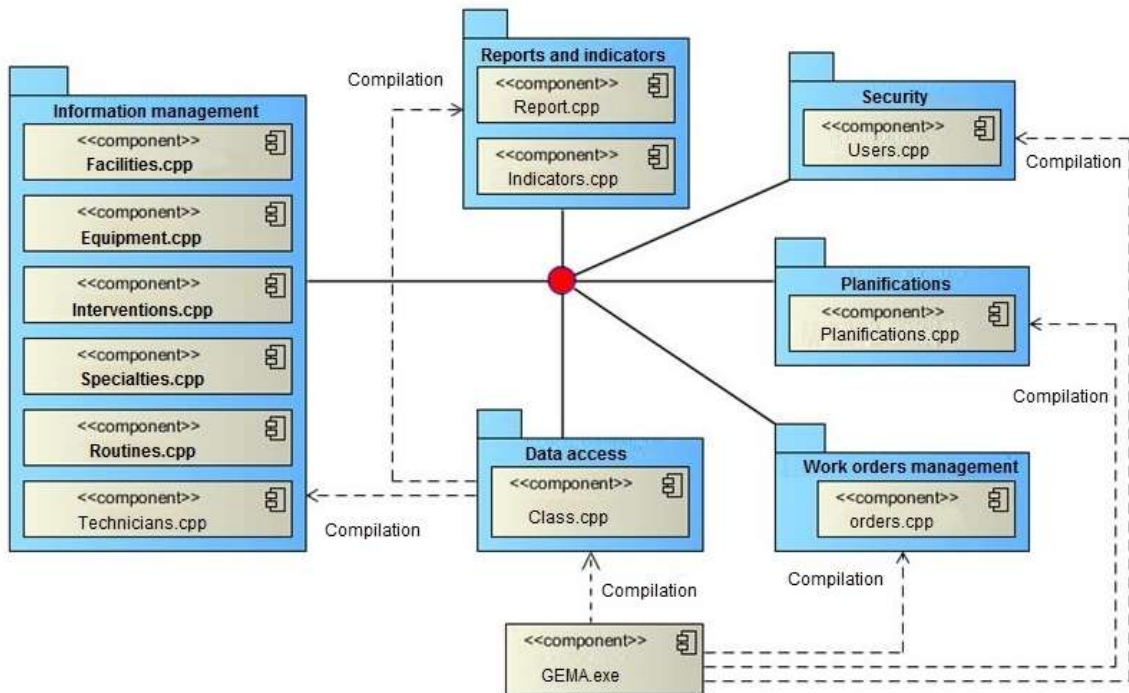 Reports and indicators
<<component>>
Report.cpp
<<component>>
Indicators.cpp
Compilation
Information management
<<component>>
Facilities.cpp
<<component>>
Equipment.cpp
<<component>>
Interventions.cpp
<<component>>
Specialties.cpp
<<component>>
Routines.cpp
<<component>>
Technicians.cpp
Security
<<component>>
Users.cpp
Compilation
Planifications
<<component>>
Planifications.cpp
Compilation
Data access
<<component>>
Class.cpp
Compilation
Work orders management
<<component>>
orders.cpp
Compilation
Compilation
<<component>>
GEMA.exe